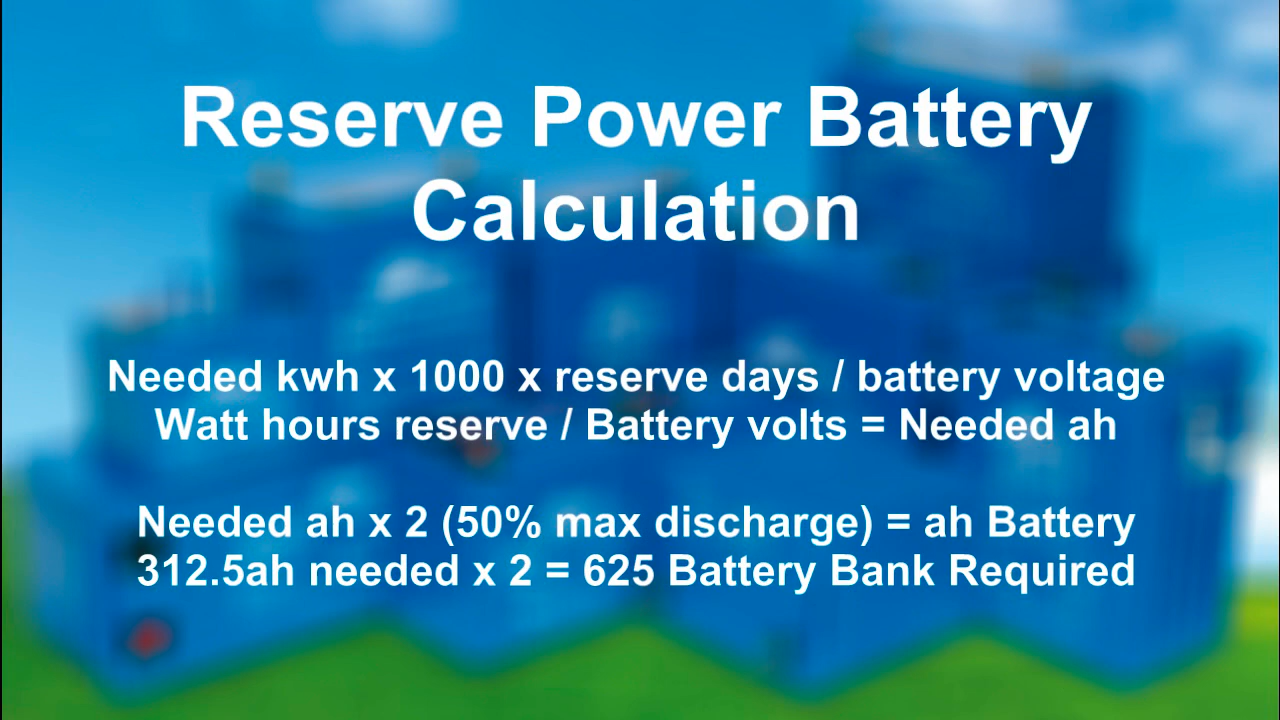 Reserve Power Battery
Calculation
Needed kwh x 1000 x reserve days / battery voltage
Watt hours reserve / Battery volts = Needed ah
Needed ah x 2 (50% max discharge) = ah Battery
312.5ah needed x 2 = 625 Battery Bank Required